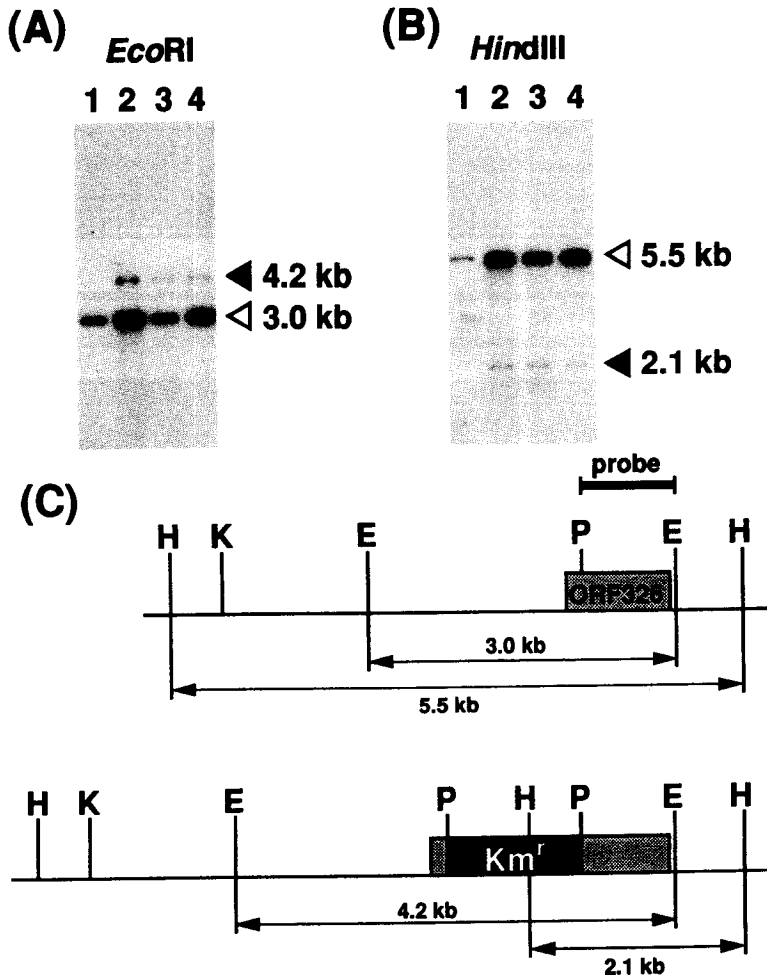 (A)
EcoRI
1 2 3 4
4.2 kb
3.0 kb
(B)
HindIII
1 2 3 4
5.5 kb
2.1 kb
(C)
probe
H K E P E H
ORF326
3.0 kb
5.5 kb
H K E P H P E H
Kmʳ
4.2 kb
2.1 kb